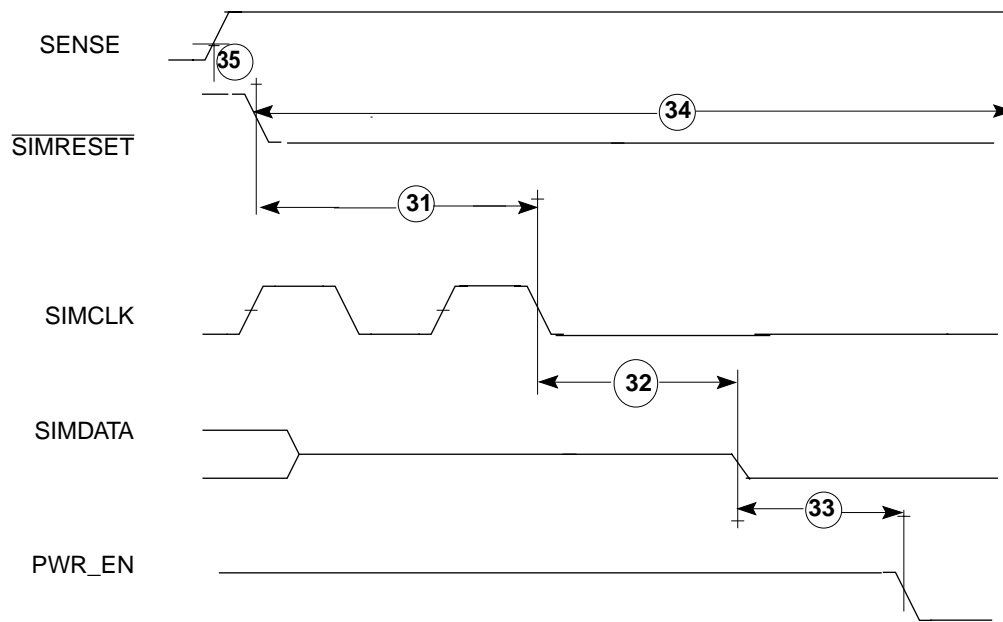 SENSE
35
34
SIMRESET
31
SIMCLK
32
SIMDATA
33
PWR_EN